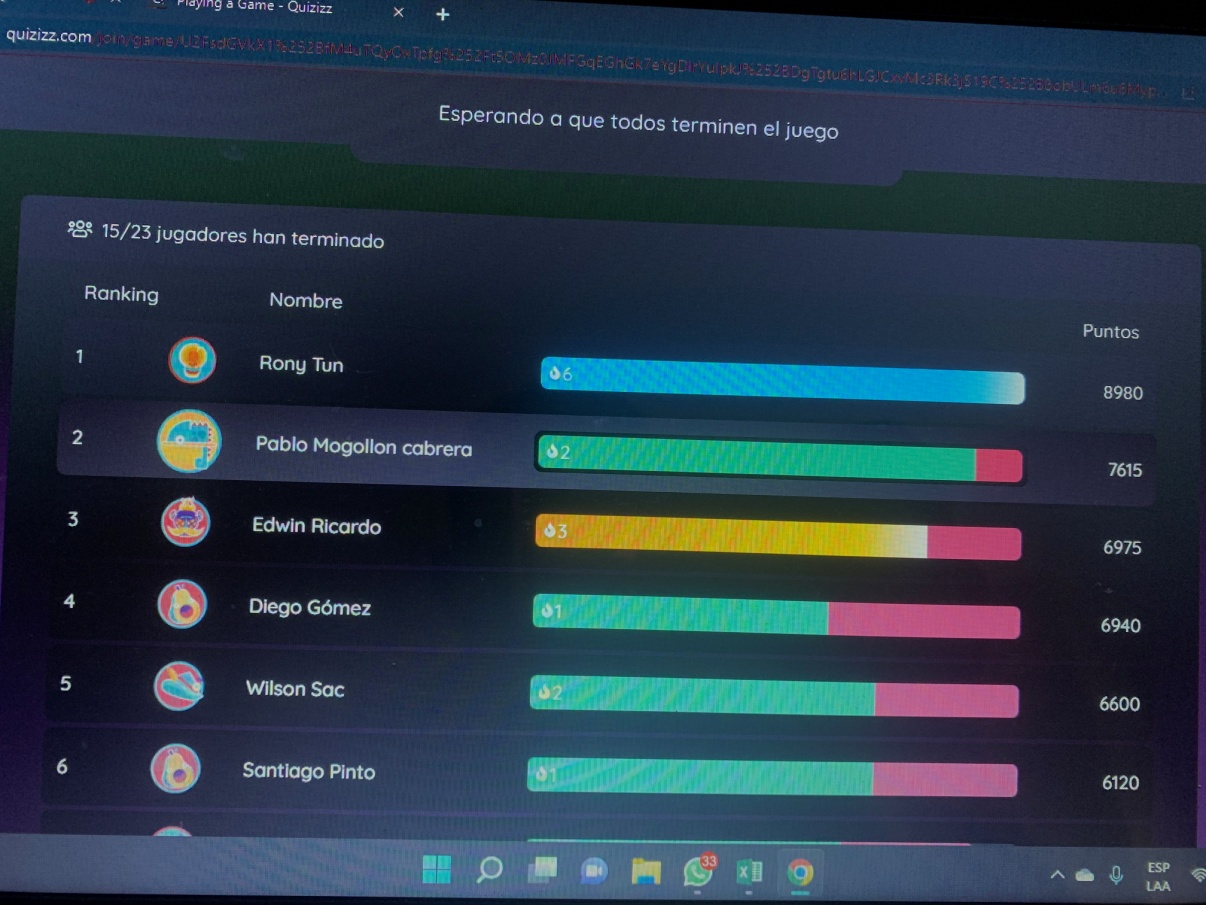 Playing a Game - Quizizz
quizizz.com
Esperando a que todos terminen el juego
15/23 jugadores han terminado
Ranking Nombre Puntos
1 Rony Tun 6 8980
2 Pablo Mogollon cabrera 2 7615
3 Edwin Ricardo 3 6975
4 Diego Gómez 1 6940
5 Wilson Sac 2 6600
6 Santiago Pinto 1 6120
33
ESP
LAA